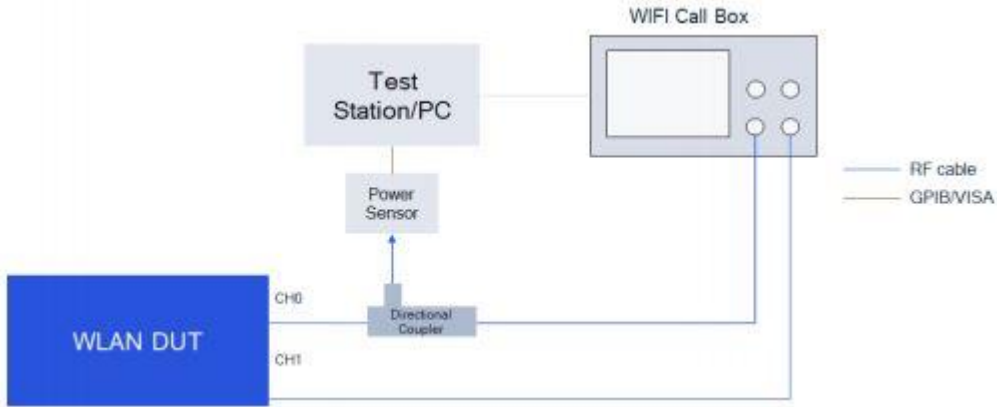 WIFI Call Box
Test
Station/PC
RF cable
GPIB/VISA
Power
Sensor
CH0
Directional
Coupler
WLAN DUT
CH1